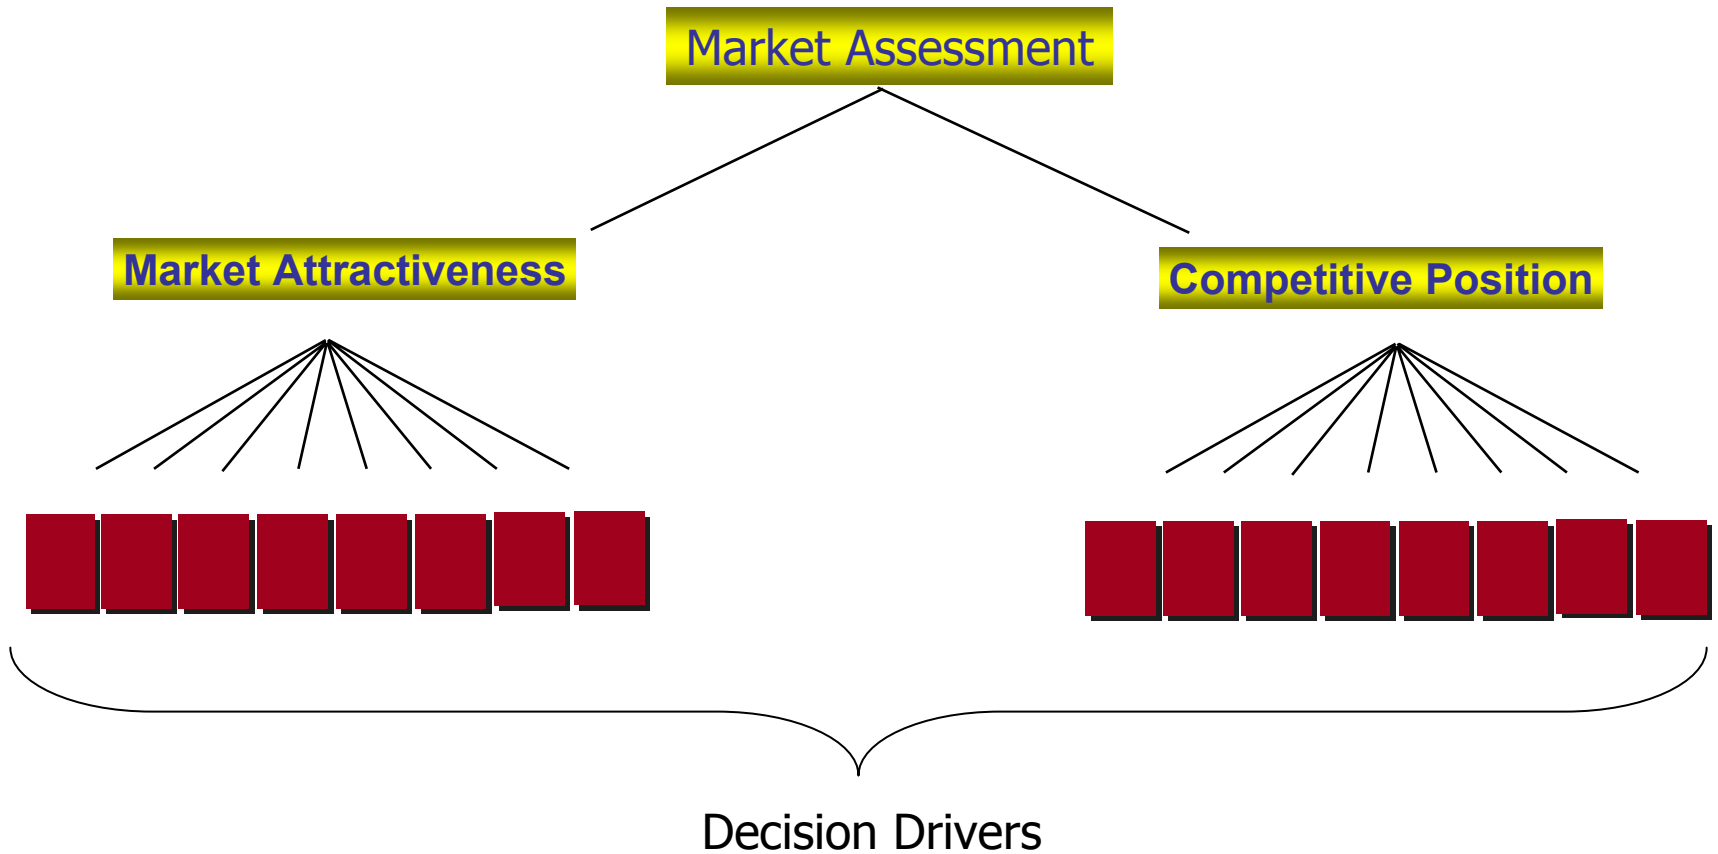 Market Assessment
Market Attractiveness
Competitive Position
Decision Drivers